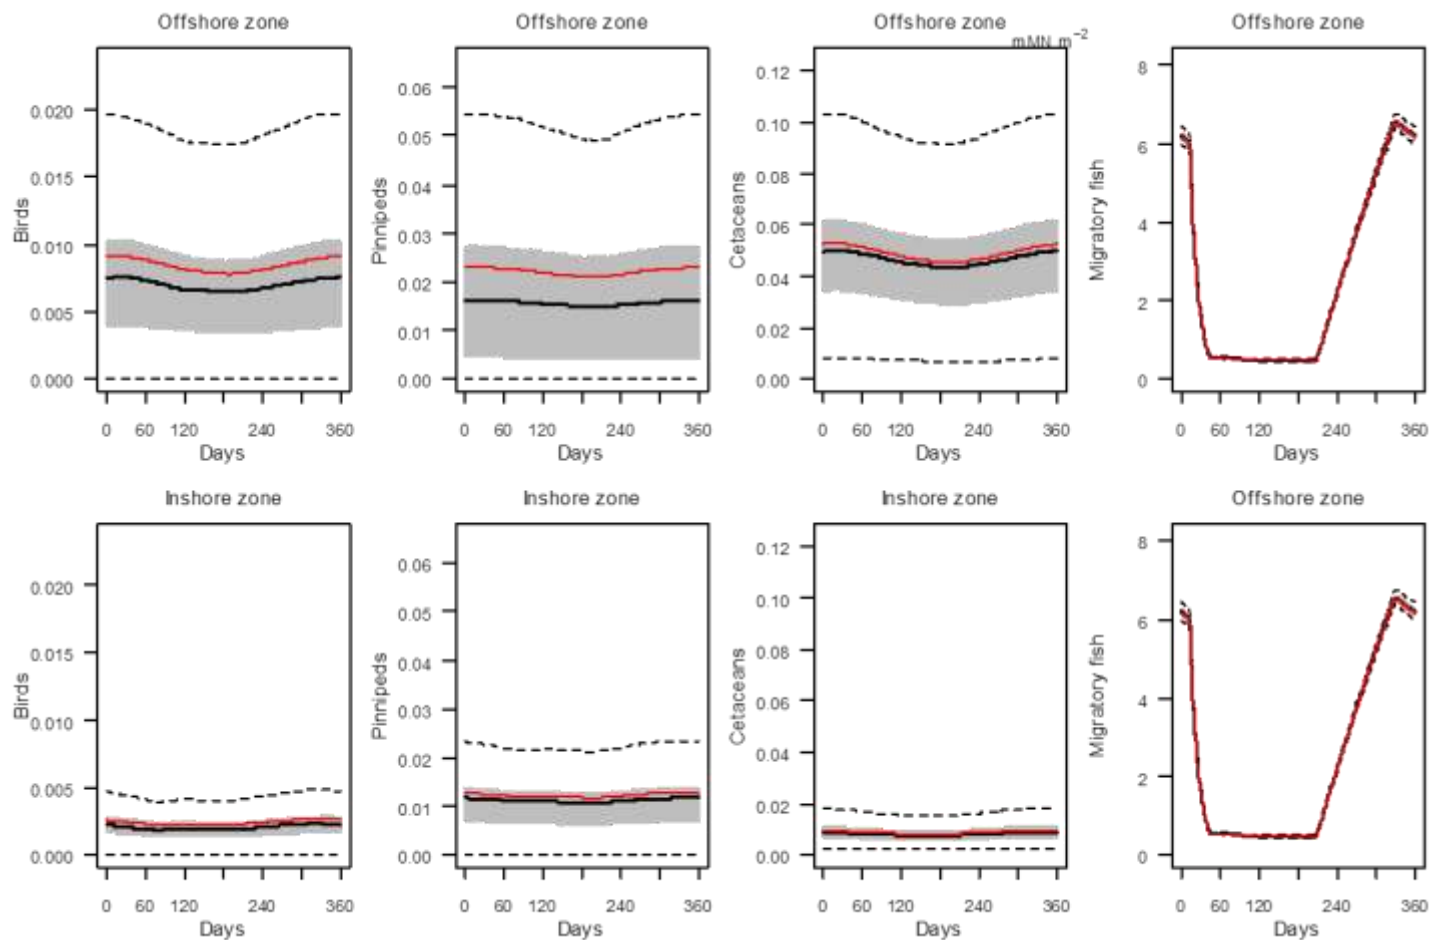 Offshore zone
Birds
0.020
0.015
0.010
0.005
0.000
0 60 120 240 360
Days
Offshore zone
Pinnipeds
0.06
0.05
0.04
0.03
0.02
0.01
0.00
0 60 120 240 360
Days
Offshore zone
mMN m⁻²
Cetaceans
0.12
0.10
0.08
0.06
0.04
0.02
0.00
0 60 120 240 360
Days
Offshore zone
Migratory fish
8
6
4
2
0
0 60 120 240 360
Days
Inshore zone
Birds
0.020
0.015
0.010
0.005
0.000
0 60 120 240 360
Days
Inshore zone
Pinnipeds
0.06
0.05
0.04
0.03
0.02
0.01
0.00
0 60 120 240 360
Days
Inshore zone
Cetaceans
0.12
0.10
0.08
0.06
0.04
0.02
0.00
0 60 120 240 360
Days
Offshore zone
Migratory fish
8
6
4
2
0
0 60 120 240 360
Days